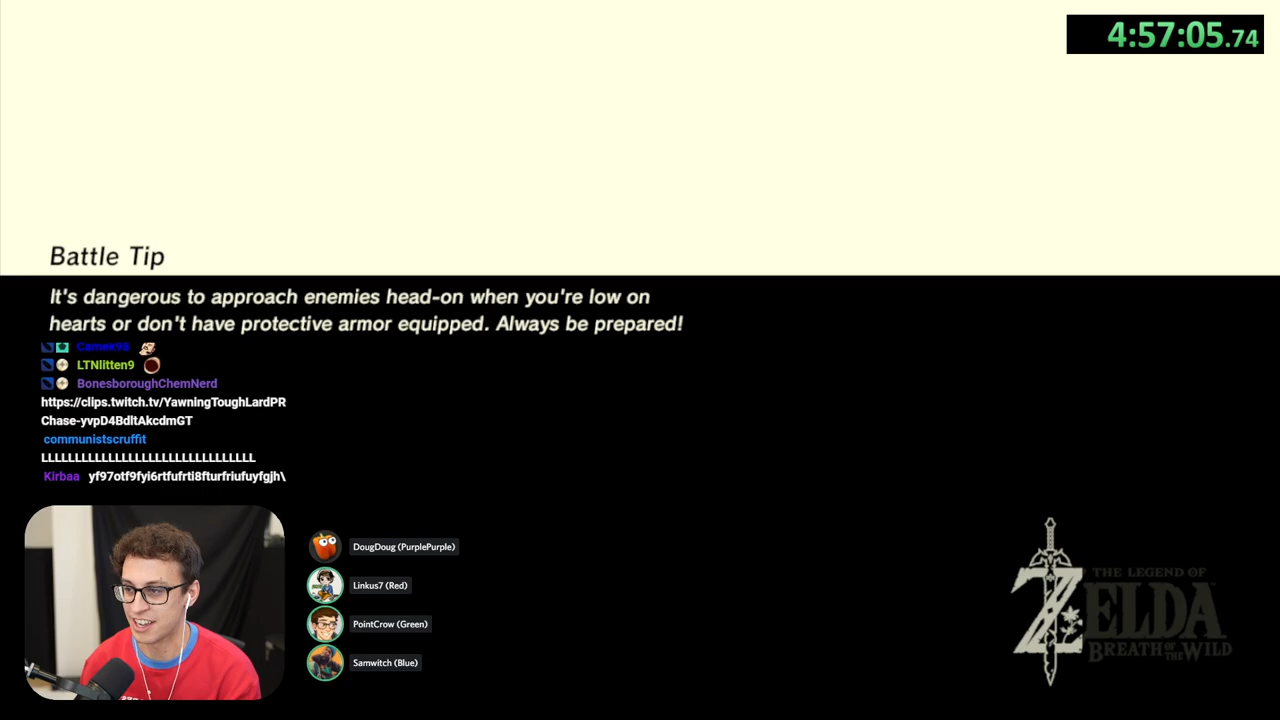 4:57:05.74
Battle Tip
It's dangerous to approach enemies head-on when you're low on
hearts or don't have protective armor equipped. Always be prepared!
Camek98
LTNlitten9
BonesboroughChemNerd
https://clips.twitch.tv/YawningToughLardPR
Chase-yvpD4BdltAkcdmGT
communistscruffit
LLLLLLLLLLLLLLLLLLLLLLLLLLLLLLLL
Kirbaa yf97otf9fyi6rtfufrti8fturfriufuyfgjh\
DougDoug (PurplePurple)
Linkus7 (Red)
PointCrow (Green)
Samwitch (Blue)
THE LEGEND OF
ZELDA
BREATH OF THE WILD